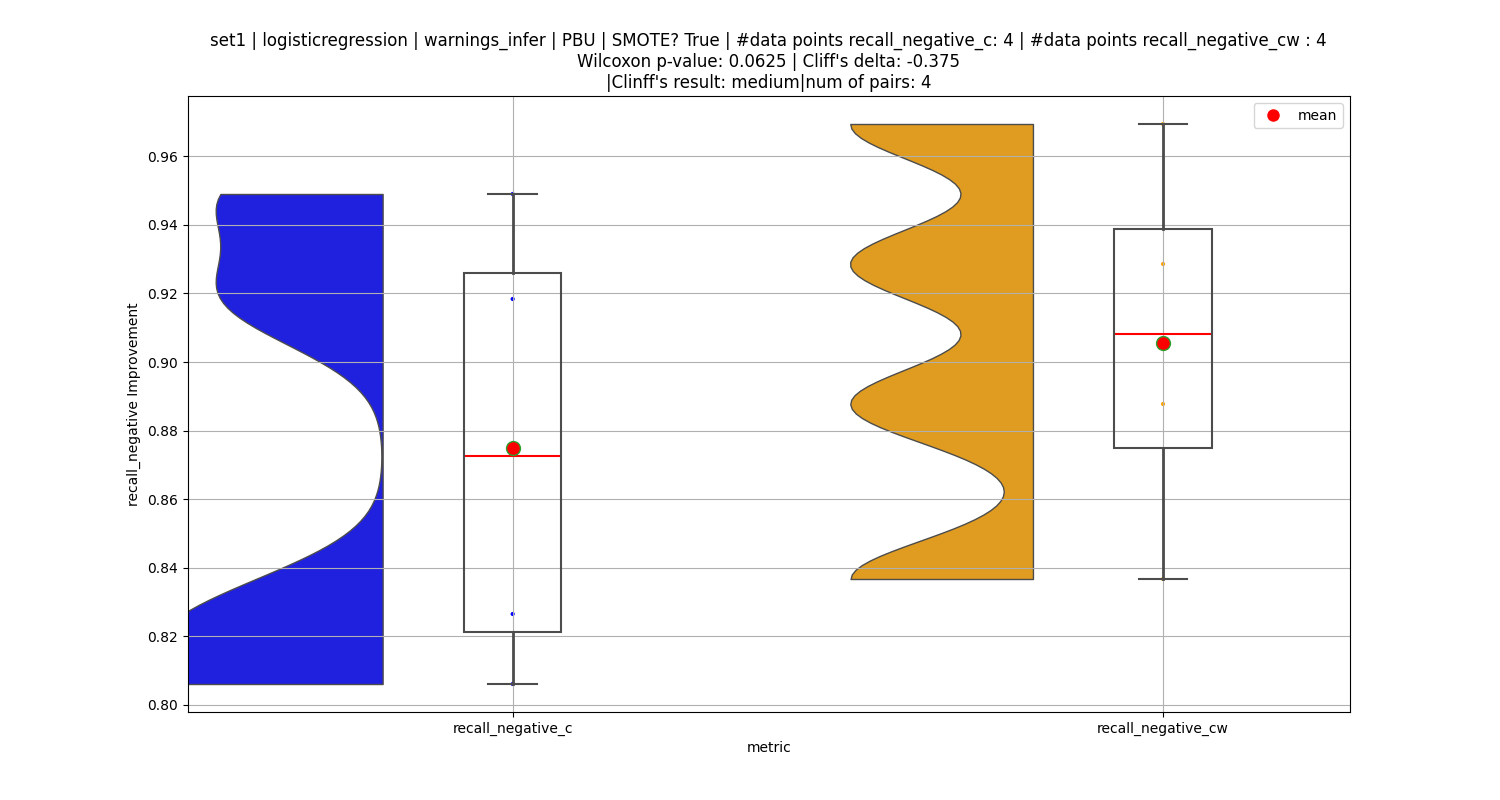 set1 | logisticregression | warnings_infer | PBU | SMOTE? True | #data points recall_negative_c: 4 | #data points recall_negative_cw : 4
Wilcoxon p-value: 0.0625 | Cliff's delta: -0.375
|Clinff's result: medium|num of pairs: 4
mean
0.96
0.94
0.92
0.90
0.88
0.86
0.84
0.82
0.80
recall_negative Improvement
recall_negative_c
recall_negative_cw
metric